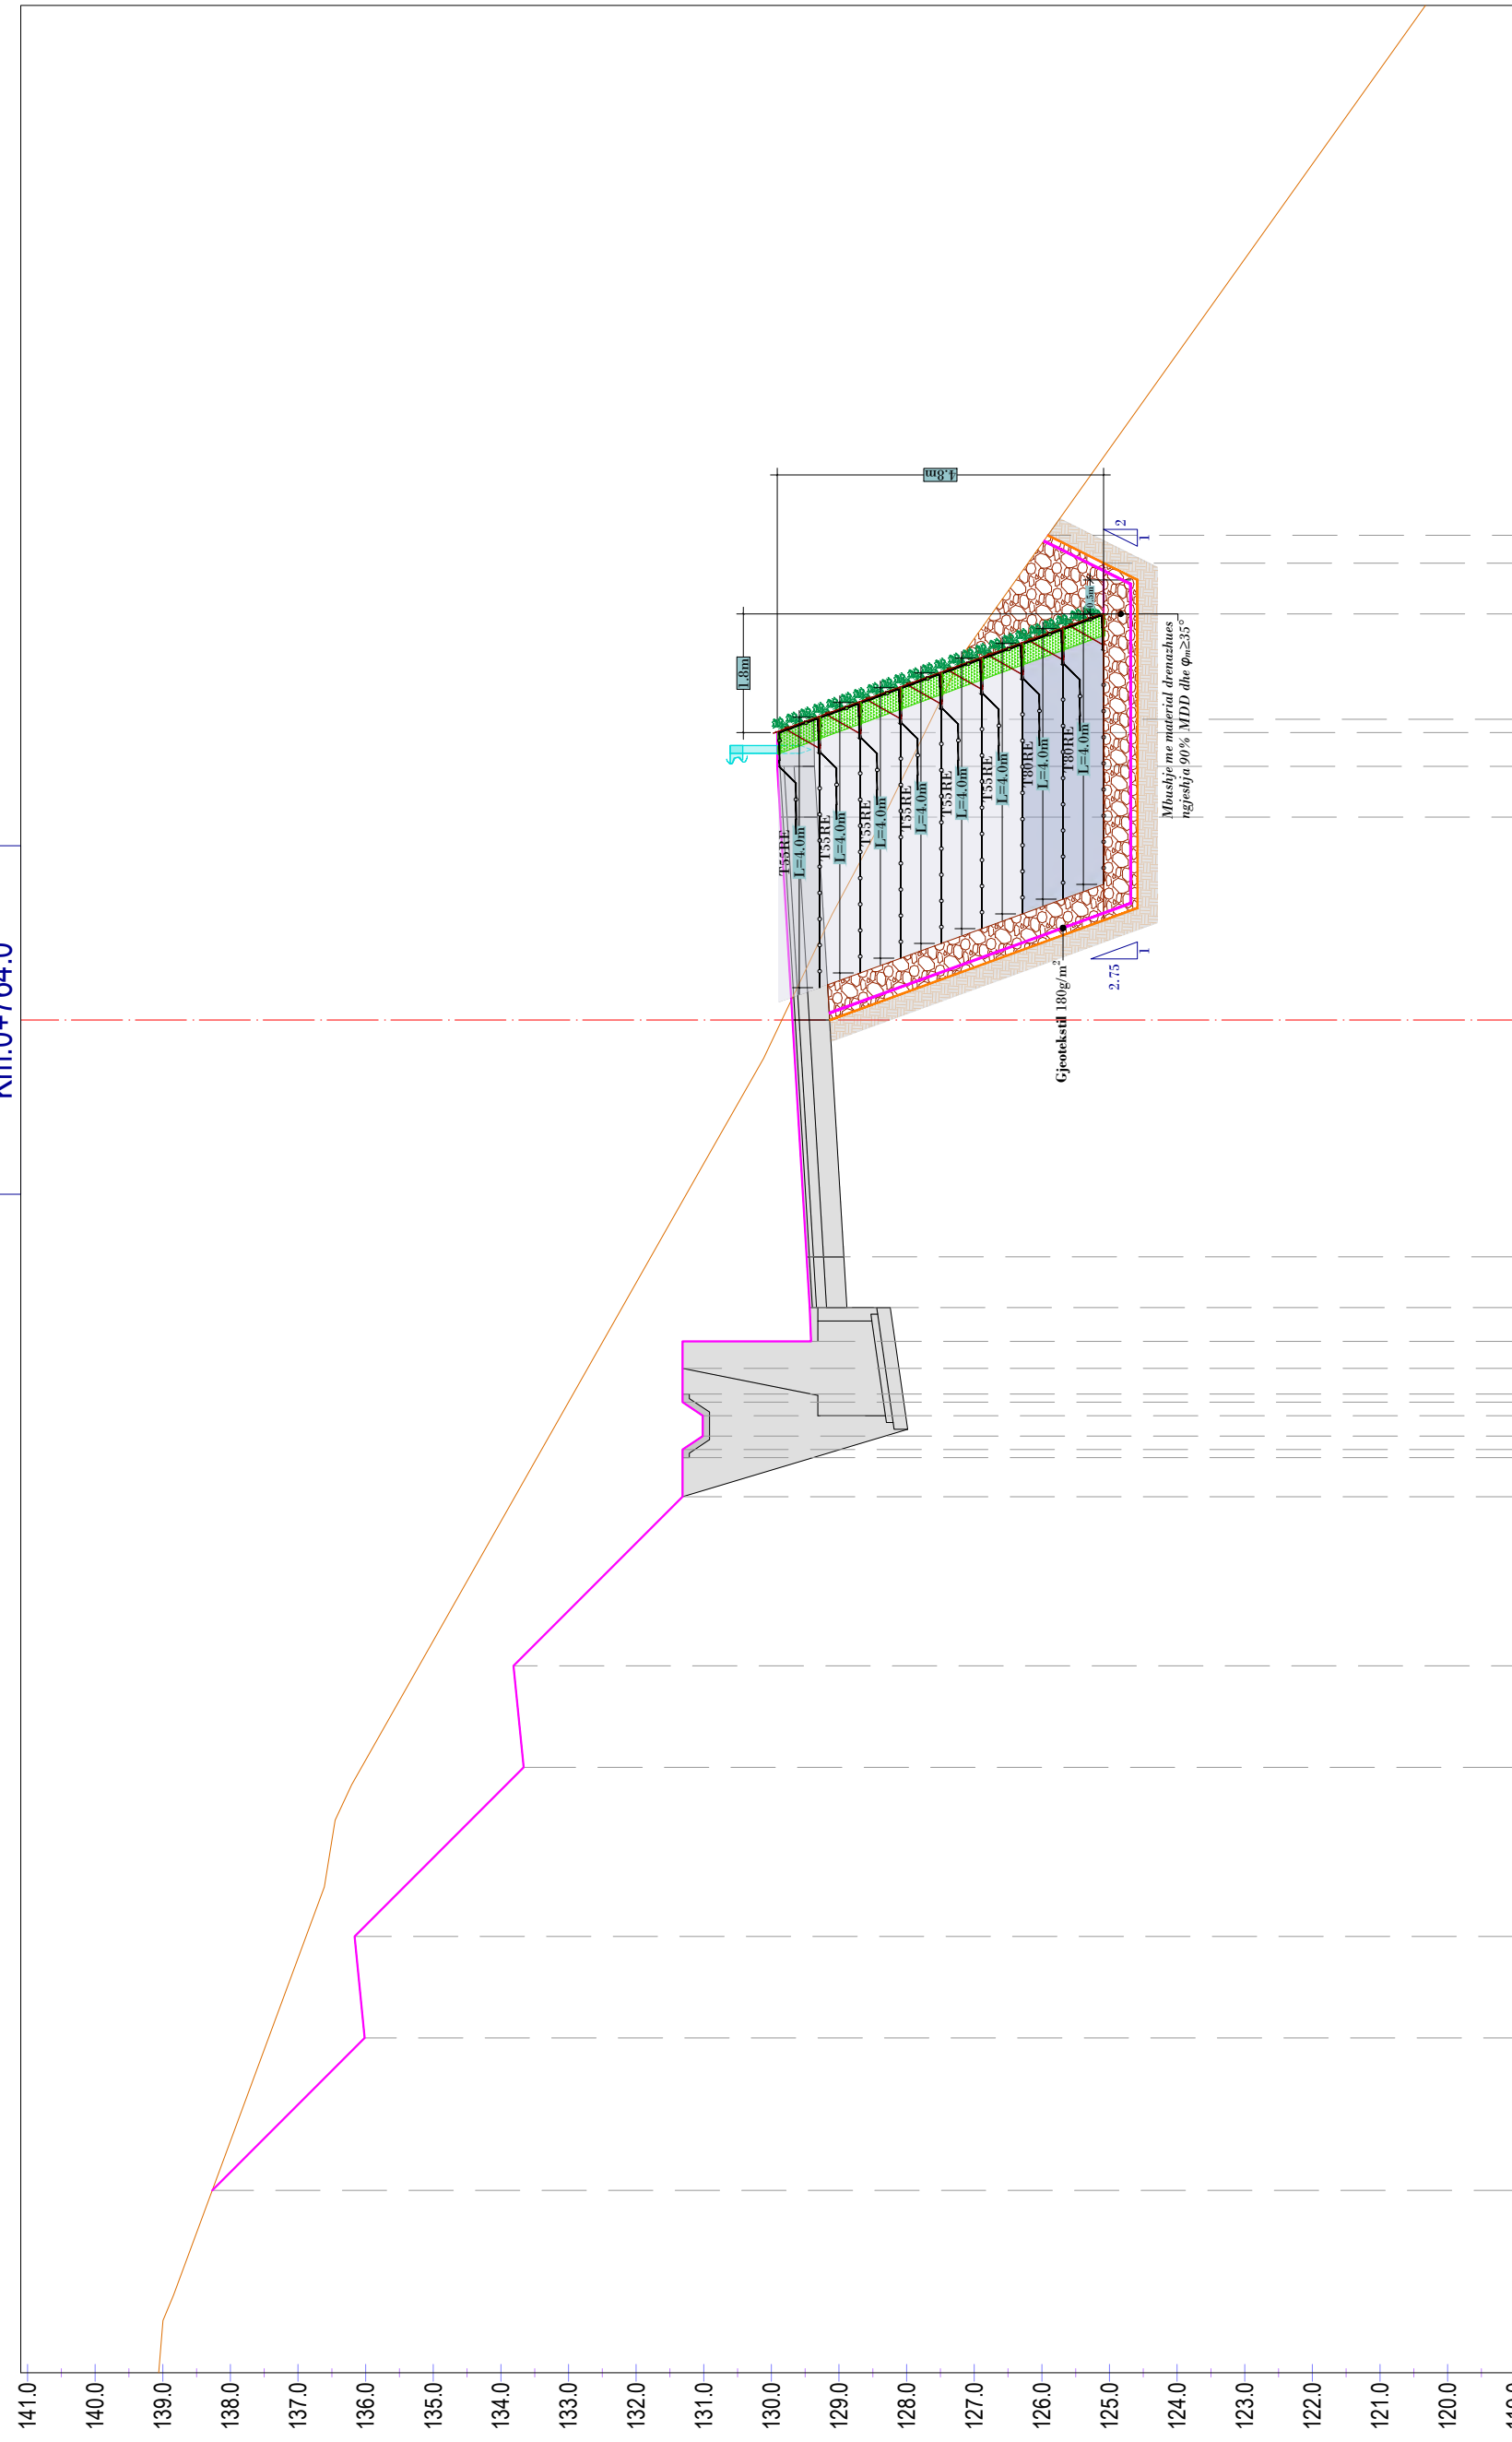 Km.0+764.0
141.0
140.0
139.0
138.0
137.0
136.0
135.0
134.0
133.0
132.0
131.0
130.0
129.0
128.0
127.0
126.0
125.0
124.0
123.0
122.0
121.0
120.0
1.8m
4.8m
T55RE
L=4.0m
T55RE
L=4.0m
T55RE
L=4.0m
T55RE
L=4.0m
T55RE
L=4.0m
T55RE
L=4.0m
T80RE
L=4.0m
T80RE
L=4.0m
2
1
2.75
1
Gjeotekstil 180g/m²
Mbushje me material drenazhues
ngjeshja 90% MDD dhe φm≥35°